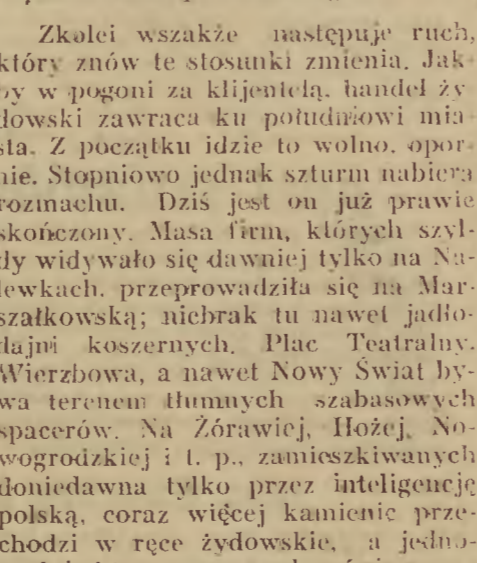 Zkolei wszakże następuje ruch,
który znów te stosunki zmienia. Jak-
by w pogoni za klijentelą, handel ży
dowski zawraca ku południowi mia
sta. Z początku idzie to wolno, opor
nie. Stopniowo jednak szturm nabiera
rozmachu. Dziś jest on już prawie
skończony. Masa firm, których szyl-
dy widywało się dawniej tylko na Na-
lewkach, przeprowadziła się na Mar-
szałkowską; niebrak tu nawet jadło-
dajni koszernych. Plac Teatralny,
Wierzbowa, a nawet Nowy Świat by-
wa terenem tłumnych szabasowych
spacerów. Na Żórawiej, Hożej, No-
wogrodzkiej i t. p., zamieszkiwanych
doniedawna tylko przez inteligencję
polską, coraz więcej kamienic prze-
chodzi w ręce żydowskie, a jedno-